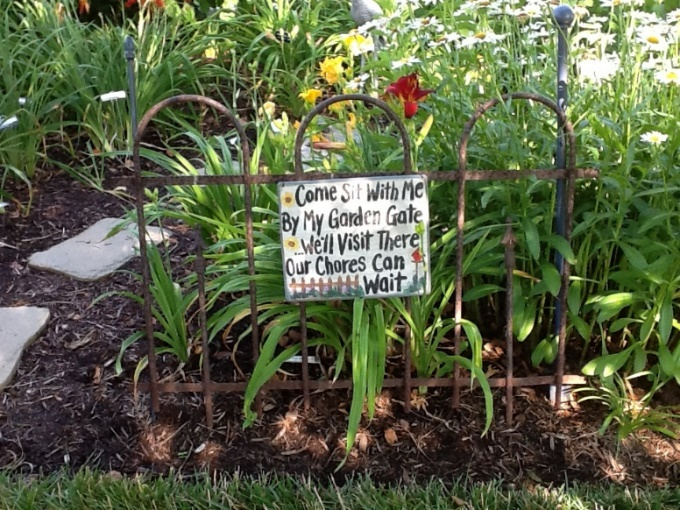 Come Sit With Me
By My Garden Gate
...We'll Visit There
Our Chores Can
Wait